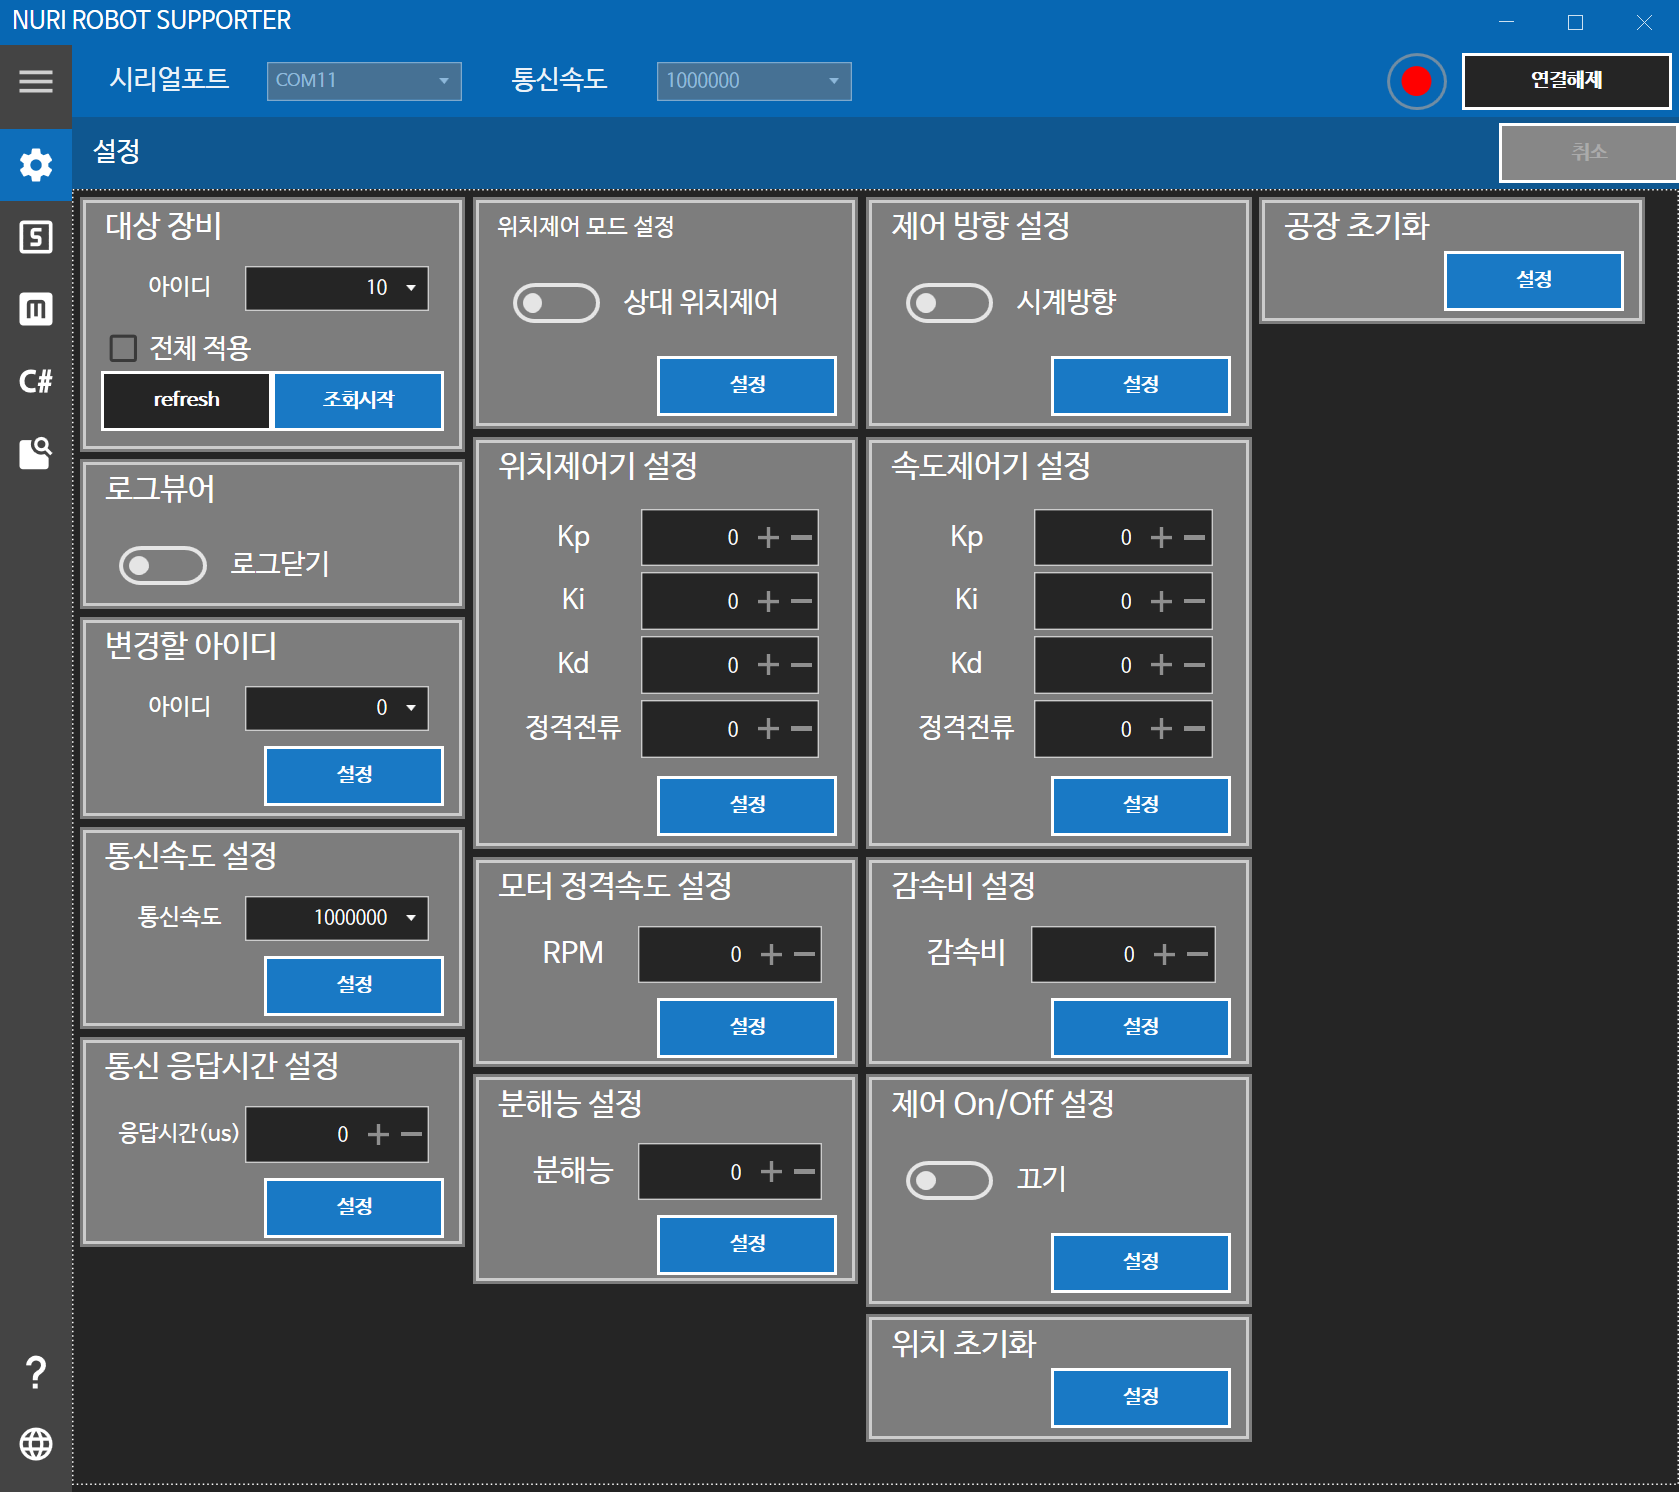 NURI ROBOT SUPPORTER
시리얼포트
COM11
통신속도
1000000
연결해제
설정
취소
S
m
C#
?
대상 장비
아이디
10
전체 적용
refresh
조회시작
로그뷰어
로그닫기
변경할 아이디
아이디
0
설정
통신속도 설정
통신속도
1000000
설정
통신 응답시간 설정
응답시간(us)
0
설정
위치제어 모드 설정
상대 위치제어
설정
위치제어기 설정
Kp
0
Ki
0
Kd
0
정격전류
0
설정
모터 정격속도 설정
RPM
0
설정
분해능 설정
분해능
0
설정
제어 방향 설정
시계방향
설정
속도제어기 설정
Kp
0
Ki
0
Kd
0
정격전류
0
설정
감속비 설정
감속비
0
설정
제어 On/Off 설정
끄기
설정
위치 초기화
설정
공장 초기화
설정